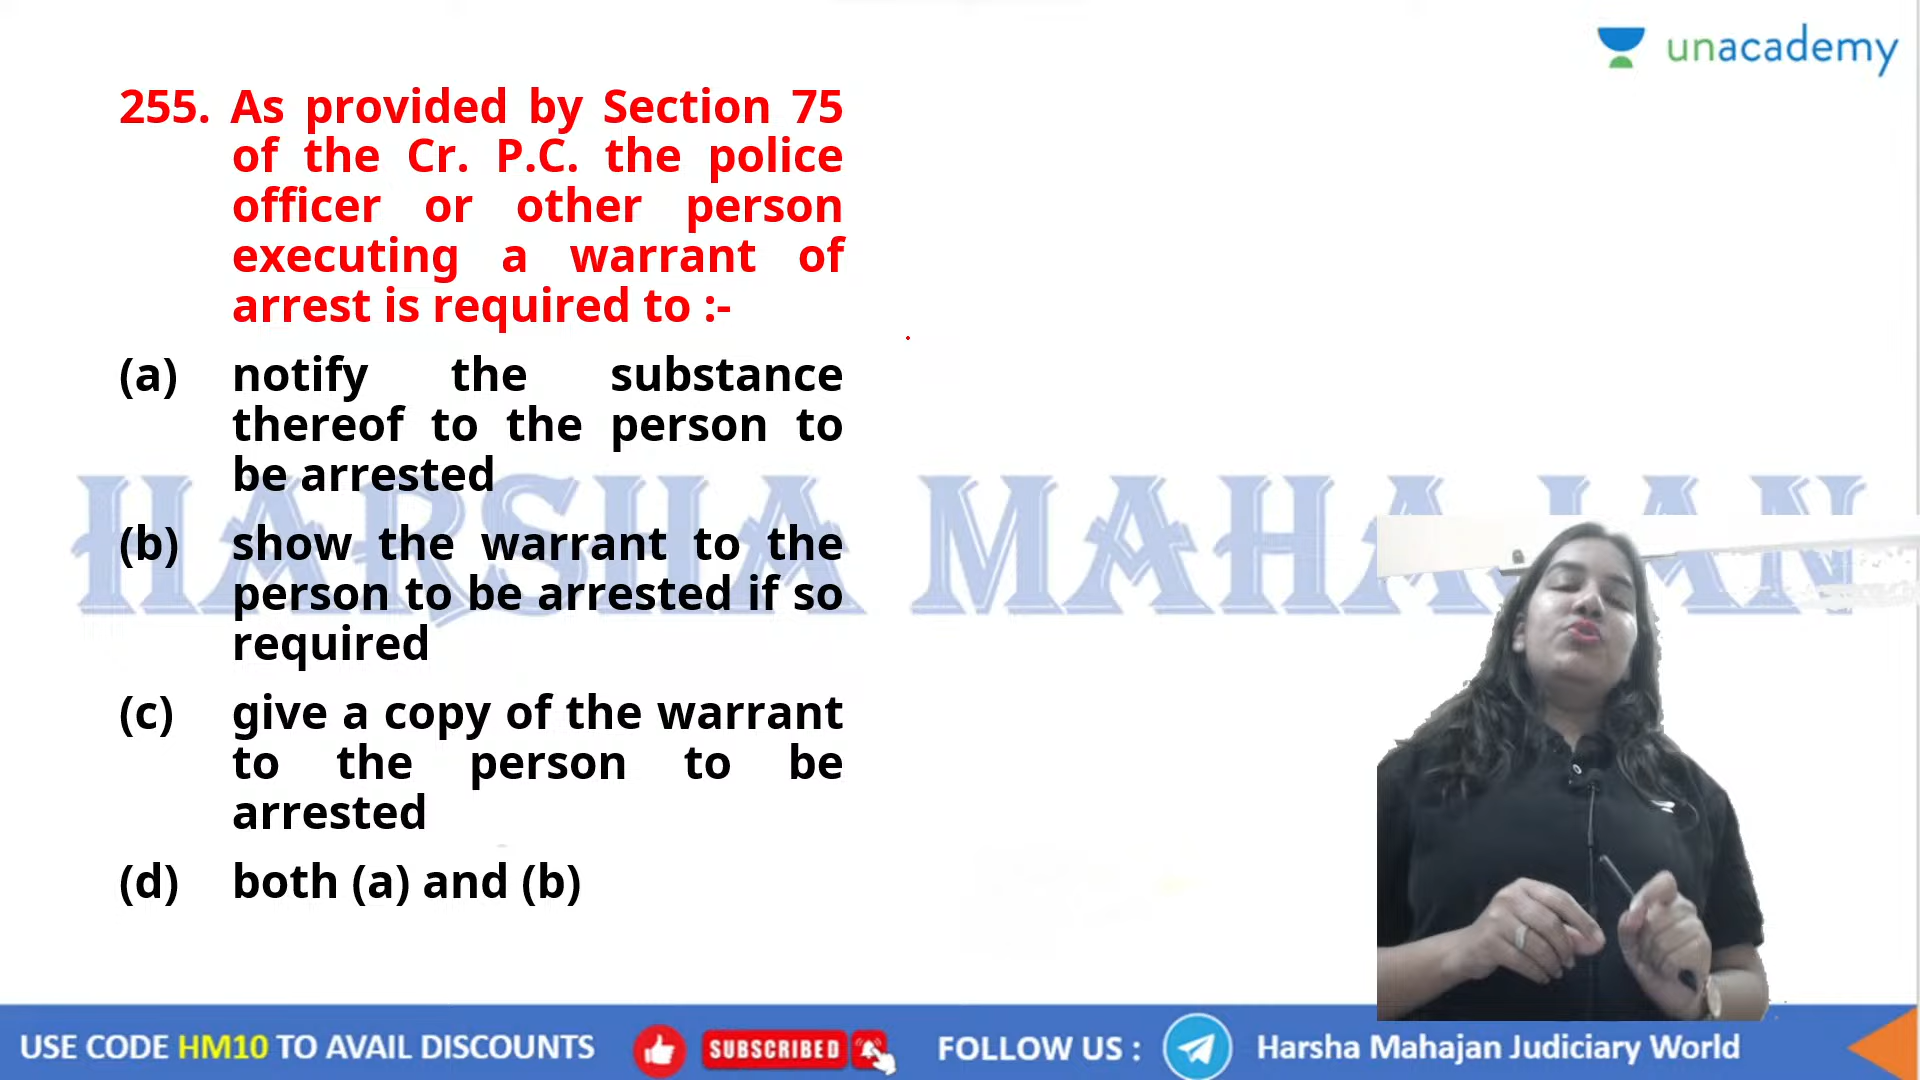 unacademy
255. As provided by Section 75
of the Cr. P.C. the police
officer or other person
executing a warrant of
arrest is required to :-
(a) notify the substance
thereof to the person to
be arrested
HARSHA MAHAJAN
(b) show the warrant to the
person to be arrested if so
required
(c) give a copy of the warrant
to the person to be
arrested
(d) both (a) and (b)
USE CODE HM10 TO AVAIL DISCOUNTS SUBSCRIBED FOLLOW US : Harsha Mahajan Judiciary World